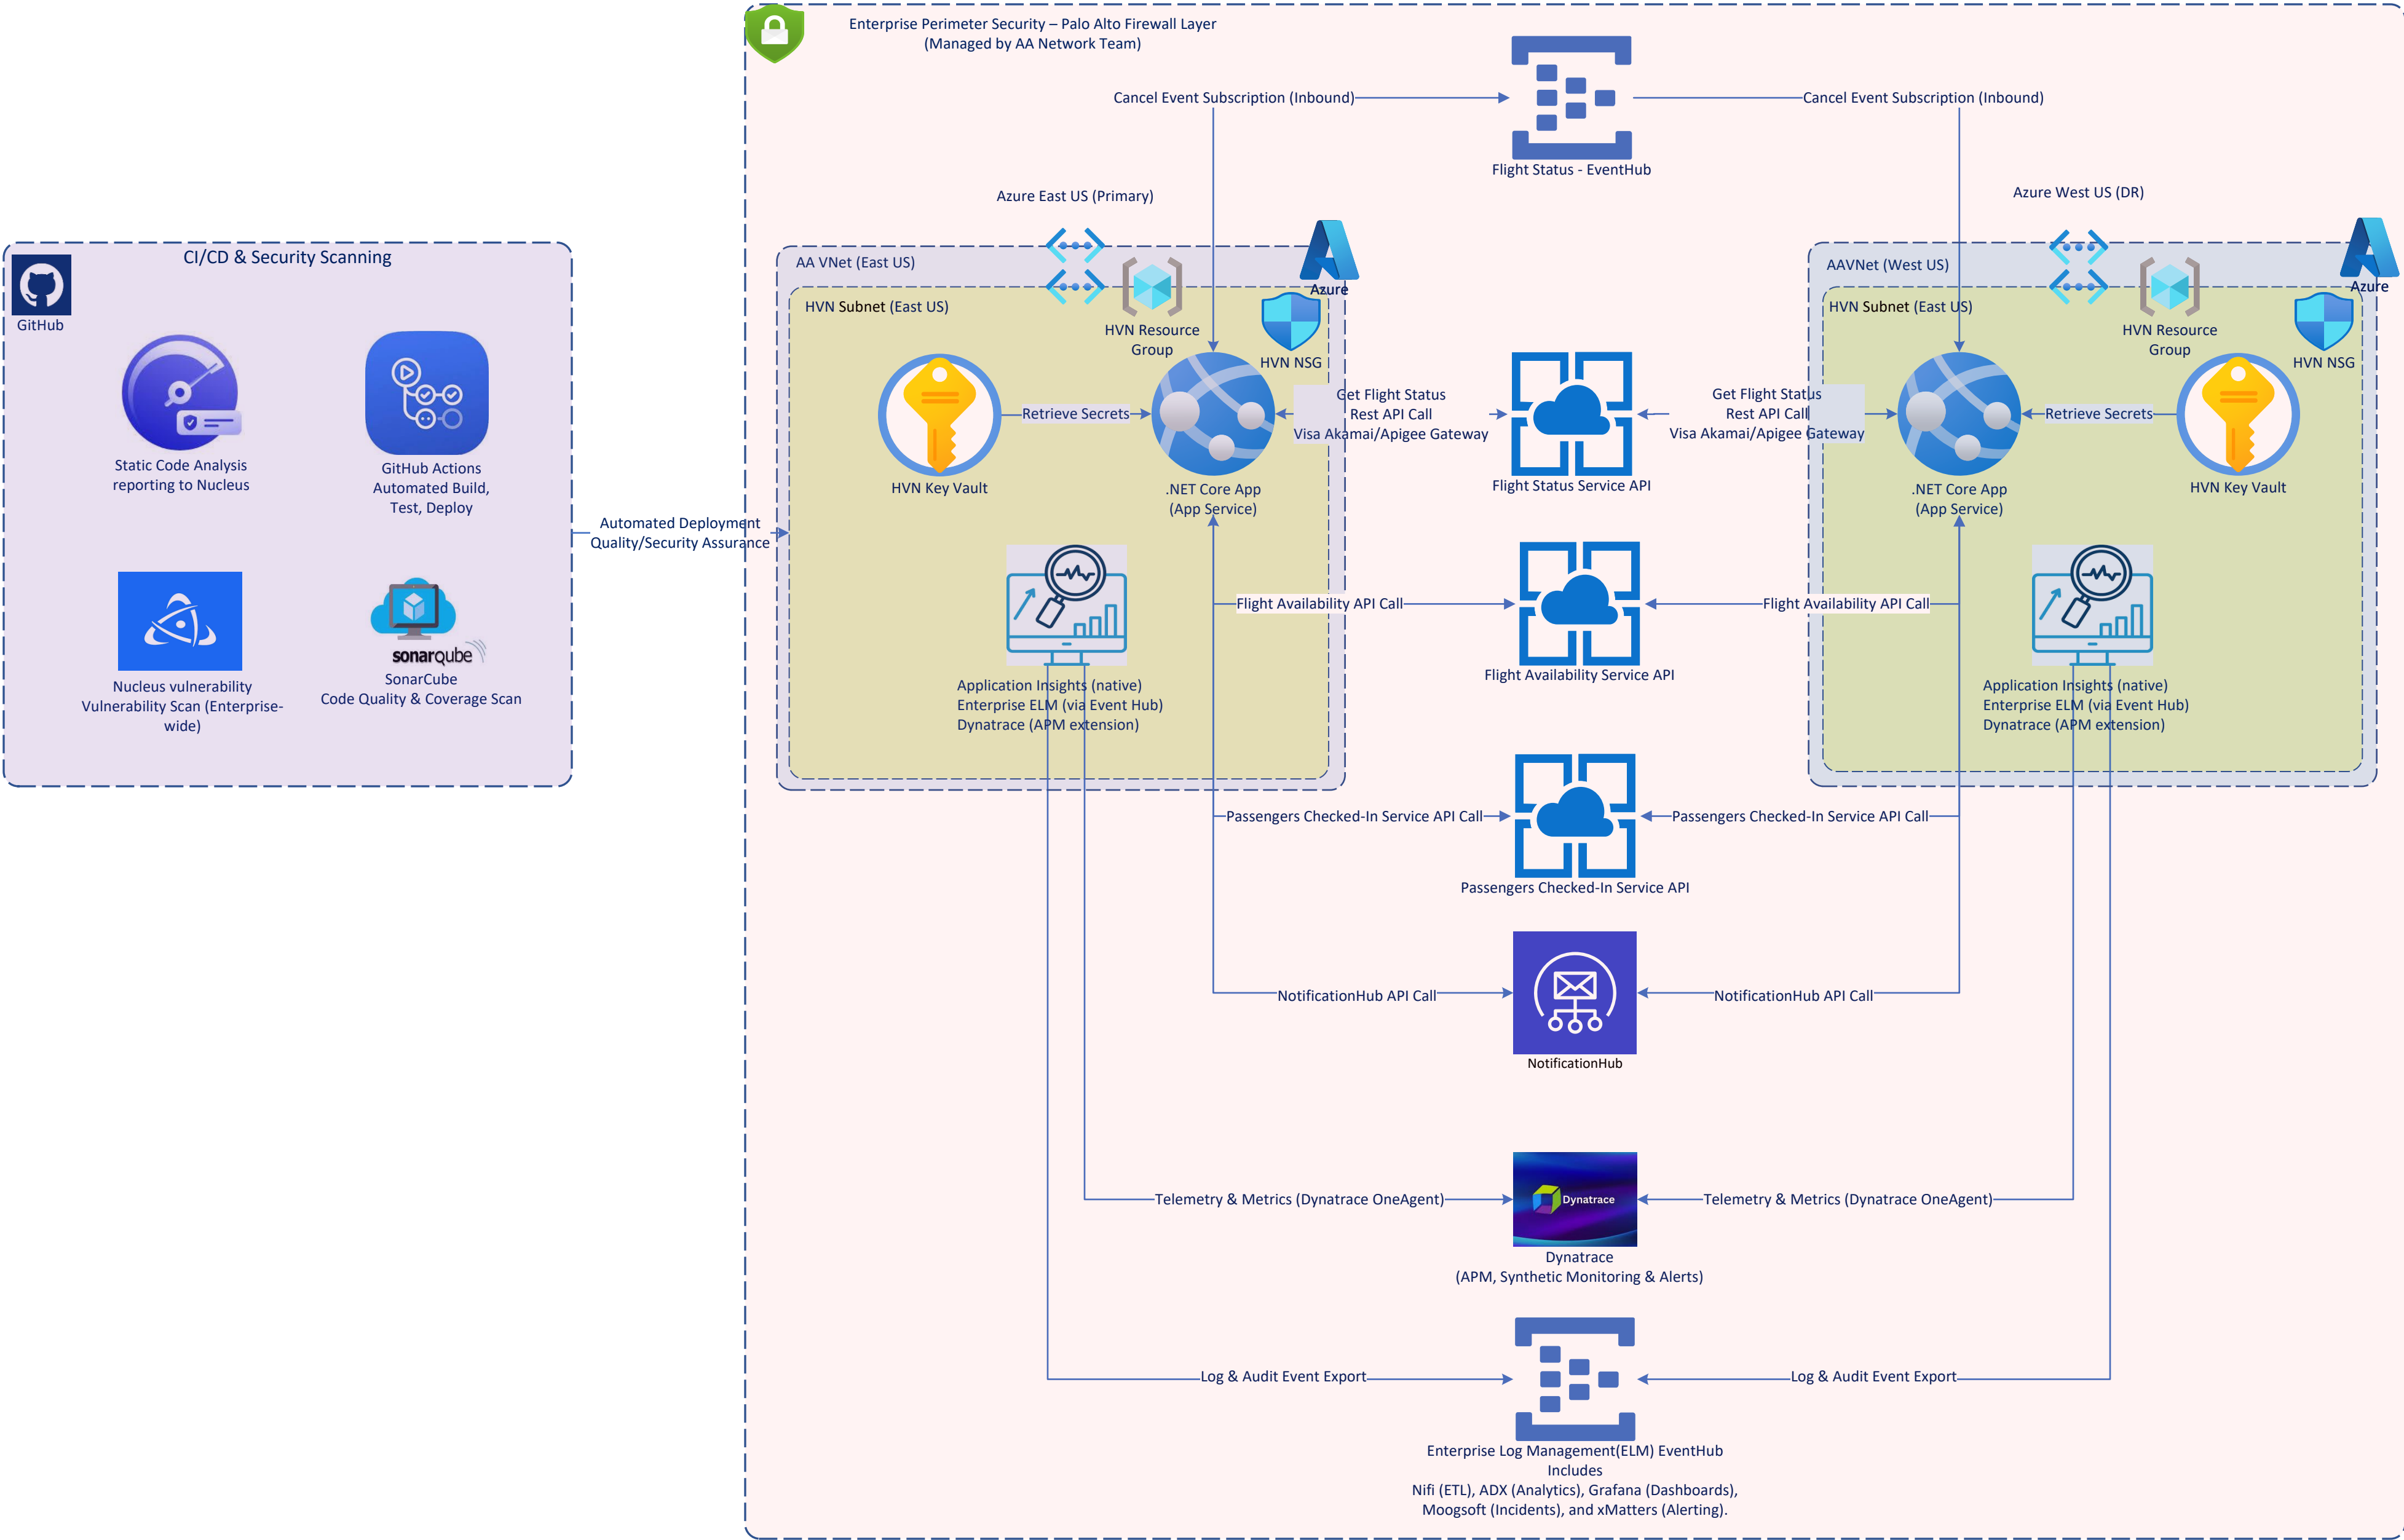 Enterprise Perimeter Security – Palo Alto Firewall Layer
(Managed by AA Network Team)
Cancel Event Subscription (Inbound)
Cancel Event Subscription (Inbound)
Flight Status - EventHub
Azure East US (Primary)
Azure West US (DR)
CI/CD & Security Scanning
GitHub
Static Code Analysis
reporting to Nucleus
GitHub Actions
Automated Build,
Test, Deploy
Nucleus vulnerability
Vulnerability Scan (Enterprise-
wide)
sonarqube
SonarCube
Code Quality & Coverage Scan
Automated Deployment
Quality/Security Assurance
AA VNet (East US)
Azure
HVN Subnet (East US)
HVN Resource
Group
HVN NSG
HVN Key Vault
Retrieve Secrets
.NET Core App
(App Service)
Get Flight Status
Rest API Call
Visa Akamai/Apigee Gateway
Application Insights (native)
Enterprise ELM (via Event Hub)
Dynatrace (APM extension)
Flight Status Service API
Get Flight Status
Rest API Call
Visa Akamai/Apigee Gateway
AAVNet (West US)
Azure
HVN Subnet (East US)
HVN Resource
Group
HVN NSG
.NET Core App
(App Service)
Retrieve Secrets
HVN Key Vault
Application Insights (native)
Enterprise ELM (via Event Hub)
Dynatrace (APM extension)
Flight Availability API Call
Flight Availability API Call
Flight Availability Service API
Passengers Checked-In Service API Call
Passengers Checked-In Service API Call
Passengers Checked-In Service API
NotificationHub API Call
NotificationHub API Call
NotificationHub
Telemetry & Metrics (Dynatrace OneAgent)
Dynatrace
Telemetry & Metrics (Dynatrace OneAgent)
Dynatrace
(APM, Synthetic Monitoring & Alerts)
Log & Audit Event Export
Log & Audit Event Export
Enterprise Log Management(ELM) EventHub
Includes
Nifi (ETL), ADX (Analytics), Grafana (Dashboards),
Moogsoft (Incidents), and xMatters (Alerting).